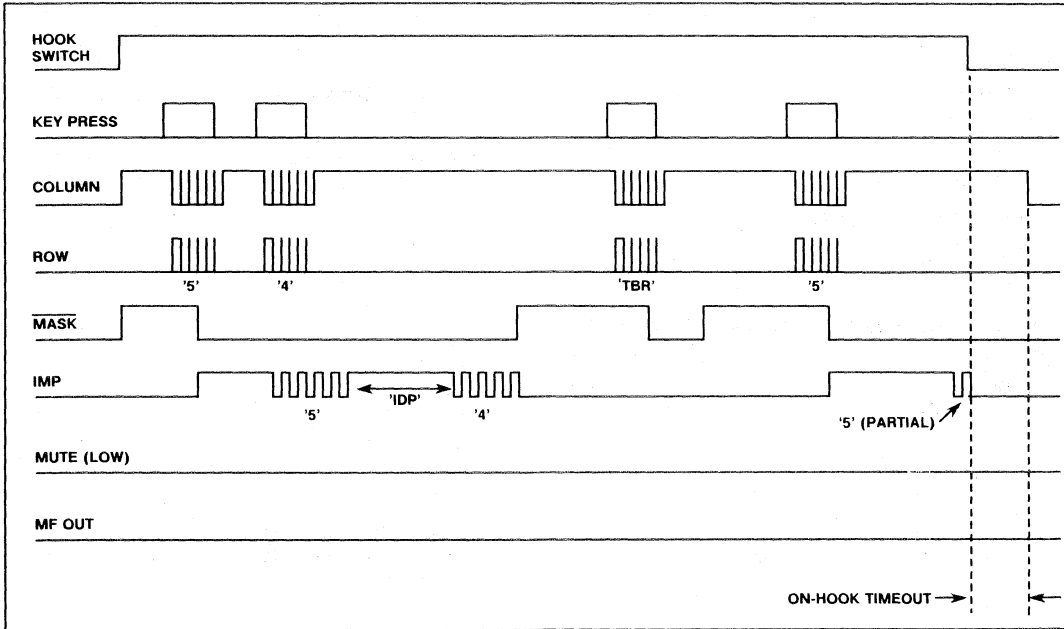 HOOK
SWITCH
KEY PRESS
COLUMN
ROW
'5' '4' 'TBR' '5'
MASK
IMP
'5' 'IDP' '4' '5' (PARTIAL)
MUTE (LOW)
MF OUT
ON-HOOK TIMEOUT